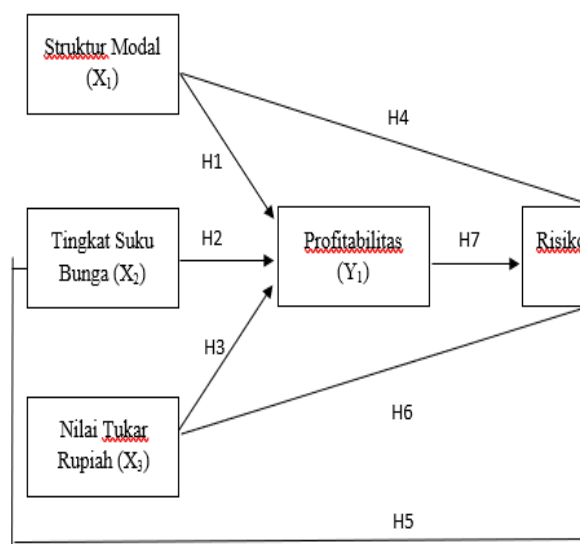 Struktur Modal
(X₁)
H4
H1
Tingkat Suku
Bunga (X₂)
H2
Profitabilitas
(Y₁)
H7
H3
Nilai Tukar
Rupiah (X₃)
H6
H5